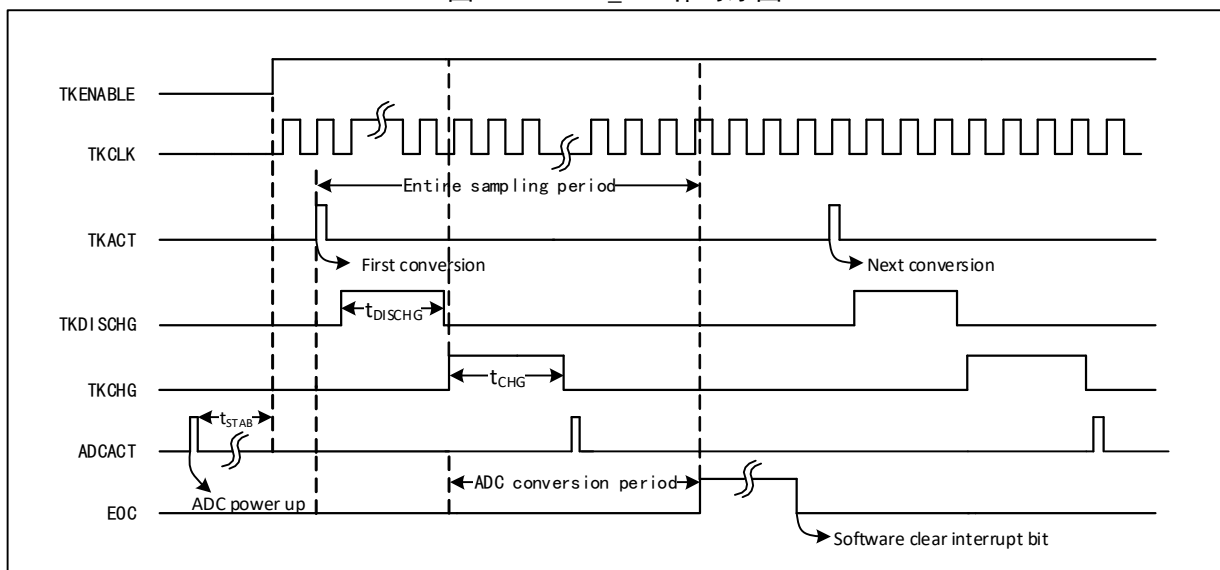 TKENABLE
TKCLK
Entire sampling period
TKACT
First conversion
Next conversion
TKDISCHG
tDISCHG
TKCHG
tCHG
tSTAB
ADCACT
ADC power up
ADC conversion period
EOC
Software clear interrupt bit